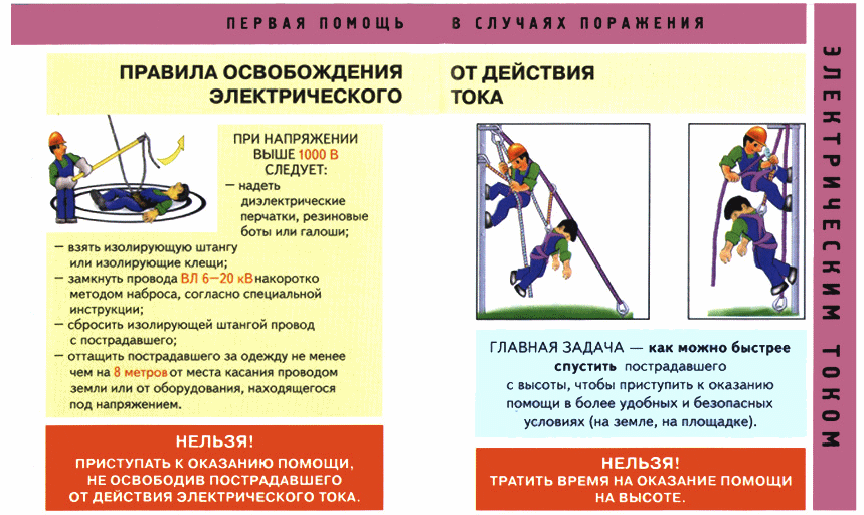 ПЕРВАЯ ПОМОЩЬ В СЛУЧАЯХ ПОРАЖЕНИЯ
ЭЛЕКТРИЧЕСКИМ ТОКОМ
ПРАВИЛА ОСВОБОЖДЕНИЯ ОТ ДЕЙСТВИЯ
ЭЛЕКТРИЧЕСКОГО ТОКА
ПРИ НАПРЯЖЕНИИ
ВЫШЕ 1000 В
СЛЕДУЕТ:
— надеть
диэлектрические
перчатки, резиновые
боты или галоши;
— взять изолирующую штангу
или изолирующие клещи;
— замкнуть провода ВЛ 6—20 кВ накоротко
методом наброса, согласно специальной
инструкции;
— сбросить изолирующей штангой провод
с пострадавшего;
— оттащить пострадавшего за одежду не менее
чем на 8 метров от места касания проводом
земли или от оборудования, находящегося
под напряжением.
НЕЛЬЗЯ!
ПРИСТУПАТЬ К ОКАЗАНИЮ ПОМОЩИ,
НЕ ОСВОБОДИВ ПОСТРАДАВШЕГО
ОТ ДЕЙСТВИЯ ЭЛЕКТРИЧЕСКОГО ТОКА.
ГЛАВНАЯ ЗАДАЧА — как можно быстрее
спустить пострадавшего
с высоты, чтобы приступить к оказанию
помощи в более удобных и безопасных
условиях (на земле, на площадке).
НЕЛЬЗЯ!
ТРАТИТЬ ВРЕМЯ НА ОКАЗАНИЕ ПОМОЩИ
НА ВЫСОТЕ.